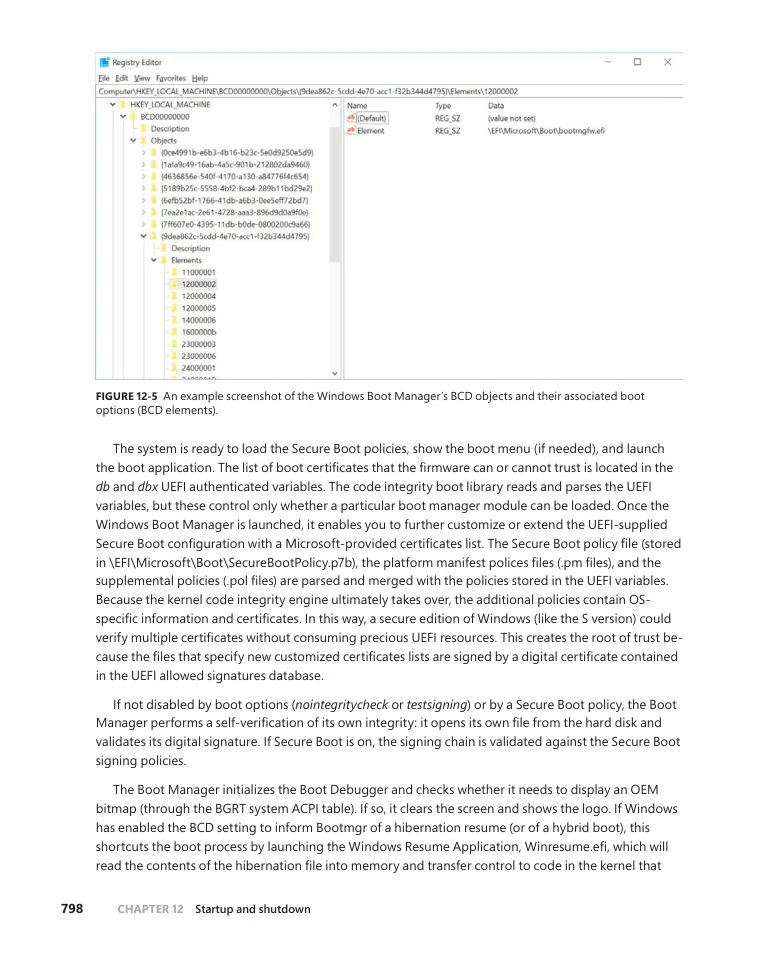 Registry Editor
File Edit View Favorites Help
Computer\HKEY_LOCAL_MACHINE\BCD00000000\Objects\{9dea862c-5cdd-4e70-acc1-f32b344d4795}\Elements\12000002
HKEY_LOCAL_MACHINE
BCD00000000
Description
Objects
{0ce4991b-e6b3-4b16-b23c-5e0d9250e5d9}
{1afa9c49-16ab-4a5c-901b-212802da9460}
{4636856e-540f-4170-a130-a84776f4c654}
{5189b25c-5558-4bf2-bca4-289b11bd29e2}
{6efb52bf-1766-41db-a6b3-0ee5eff72bd7}
{7ea2e1ac-2e61-4728-aaa3-896d9d0a9f0e}
{7ff607e0-4395-11db-b0de-0800200c9a66}
{9dea862c-5cdd-4e70-acc1-f32b344d4795}
Description
Elements
11000001
12000002
12000004
12000005
14000006
1600000b
23000003
23000006
24000001
Name Type Data
(Default) REG_SZ (value not set)
Element REG_SZ \EFI\Microsoft\Boot\bootmgfw.efi
FIGURE 12-5 An example screenshot of the Windows Boot Manager’s BCD objects and their associated boot
options (BCD elements).
The system is ready to load the Secure Boot policies, show the boot menu (if needed), and launch
the boot application. The list of boot certificates that the firmware can or cannot trust is located in the
db and dbx UEFI authenticated variables. The code integrity boot library reads and parses the UEFI
variables, but these control only whether a particular boot manager module can be loaded. Once the
Windows Boot Manager is launched, it enables you to further customize or extend the UEFI-supplied
Secure Boot configuration with a Microsoft-provided certificates list. The Secure Boot policy file (stored
in \EFI\Microsoft\Boot\SecureBootPolicy.p7b), the platform manifest polices files (.pm files), and the
supplemental policies (.pol files) are parsed and merged with the policies stored in the UEFI variables.
Because the kernel code integrity engine ultimately takes over, the additional policies contain OS-
specific information and certificates. In this way, a secure edition of Windows (like the S version) could
verify multiple certificates without consuming precious UEFI resources. This creates the root of trust be-
cause the files that specify new customized certificates lists are signed by a digital certificate contained
in the UEFI allowed signatures database.
If not disabled by boot options (nointegritycheck or testsigning) or by a Secure Boot policy, the Boot
Manager performs a self-verification of its own integrity: it opens its own file from the hard disk and
validates its digital signature. If Secure Boot is on, the signing chain is validated against the Secure Boot
signing policies.
The Boot Manager initializes the Boot Debugger and checks whether it needs to display an OEM
bitmap (through the BGRT system ACPI table). If so, it clears the screen and shows the logo. If Windows
has enabled the BCD setting to inform Bootmgr of a hibernation resume (or of a hybrid boot), this
shortcuts the boot process by launching the Windows Resume Application, Winresume.efi, which will
read the contents of the hibernation file into memory and transfer control to code in the kernel that
798 CHAPTER 12 Startup and shutdown